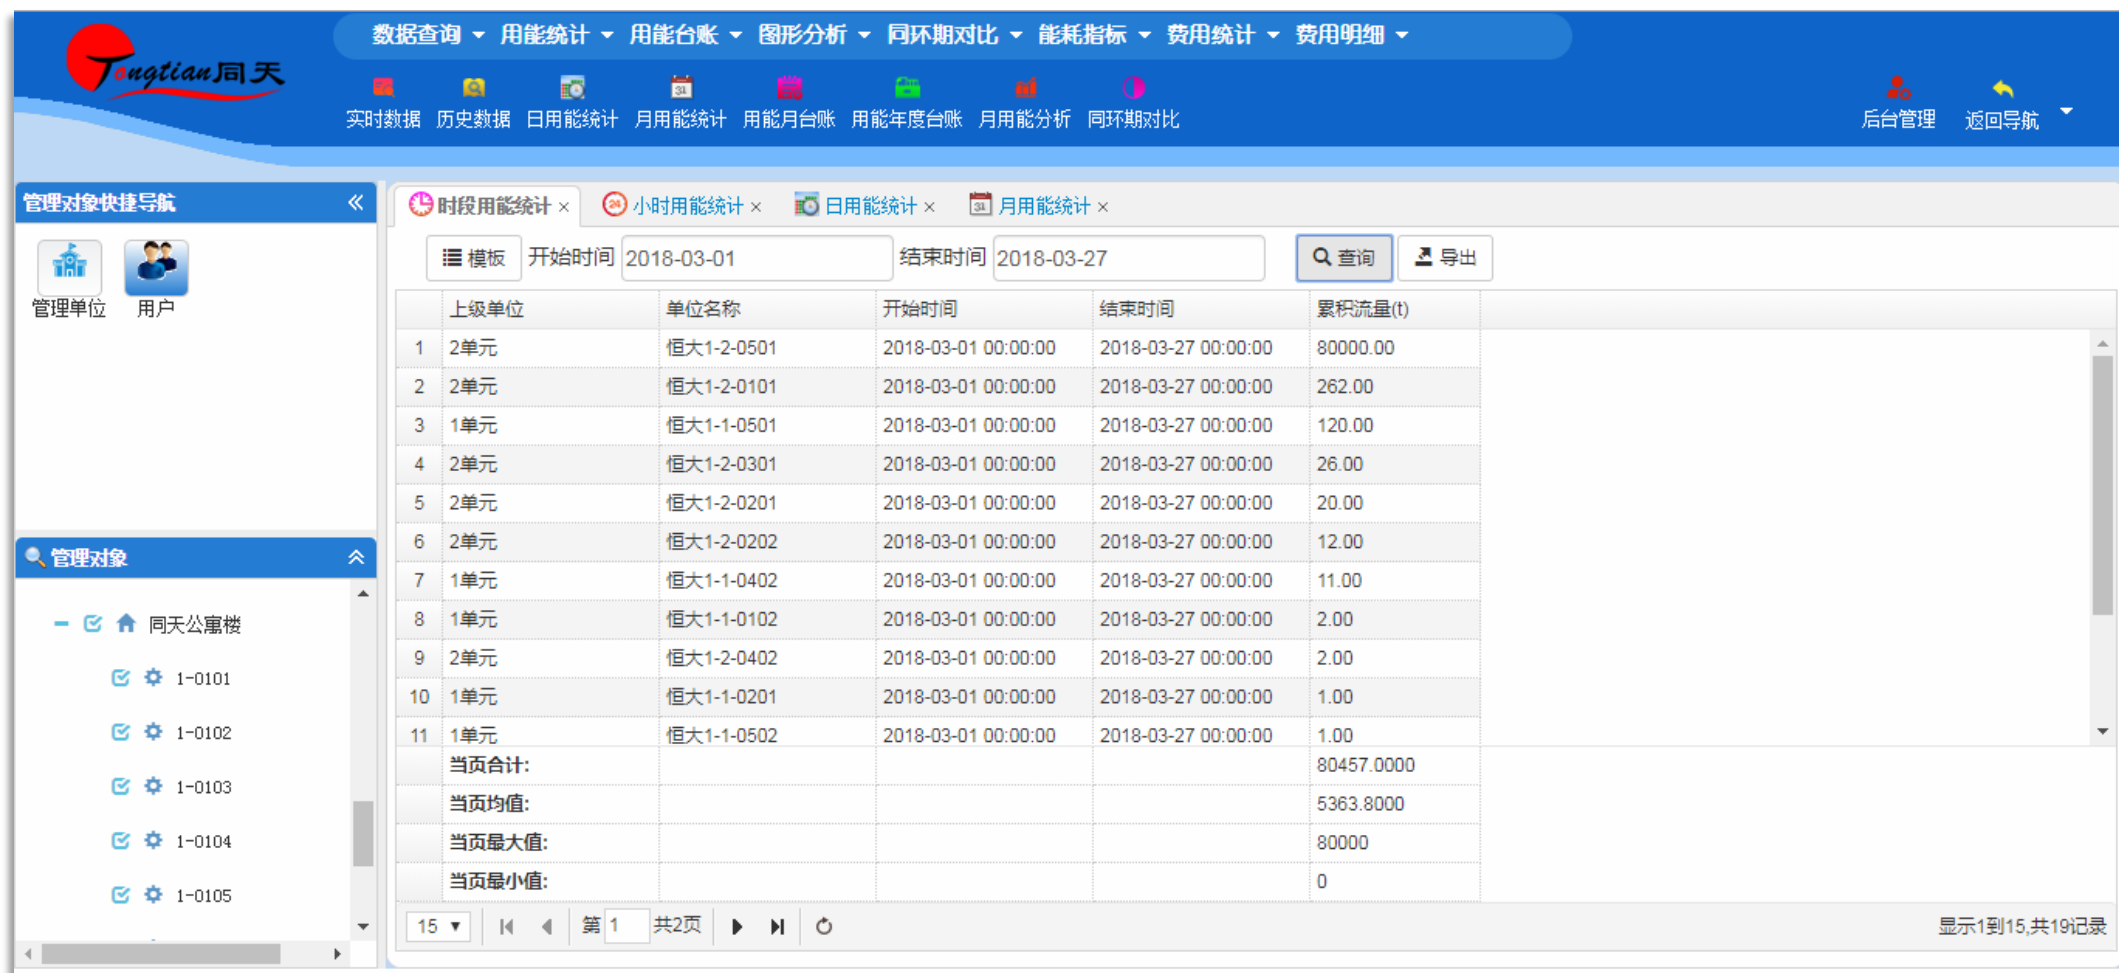 Tongtian同天
数据查询 用能统计 用能台账 图形分析 同环期对比 能耗指标 费用统计 费用明细
实时数据 历史数据 日用能统计 月用能统计 用能月台账 用能年度台账 月用能分析 同环期对比 后台管理 返回导航
管理对象快捷导航
管理单位 用户
管理对象
同天公寓楼
1-0101
1-0102
1-0103
1-0104
1-0105
时段用能统计 × 小时用能统计 × 日用能统计 × 月用能统计 ×
模板 开始时间 2018-03-01 结束时间 2018-03-27 查询 导出
上级单位 单位名称 开始时间 结束时间 累积流量(t)
1 2单元 恒大1-2-0501 2018-03-01 00:00:00 2018-03-27 00:00:00 80000.00
2 2单元 恒大1-2-0101 2018-03-01 00:00:00 2018-03-27 00:00:00 262.00
3 1单元 恒大1-1-0501 2018-03-01 00:00:00 2018-03-27 00:00:00 120.00
4 2单元 恒大1-2-0301 2018-03-01 00:00:00 2018-03-27 00:00:00 26.00
5 2单元 恒大1-2-0201 2018-03-01 00:00:00 2018-03-27 00:00:00 20.00
6 2单元 恒大1-2-0202 2018-03-01 00:00:00 2018-03-27 00:00:00 12.00
7 1单元 恒大1-1-0402 2018-03-01 00:00:00 2018-03-27 00:00:00 11.00
8 1单元 恒大1-1-0102 2018-03-01 00:00:00 2018-03-27 00:00:00 2.00
9 2单元 恒大1-2-0402 2018-03-01 00:00:00 2018-03-27 00:00:00 2.00
10 1单元 恒大1-1-0201 2018-03-01 00:00:00 2018-03-27 00:00:00 1.00
11 1单元 恒大1-1-0502 2018-03-01 00:00:00 2018-03-27 00:00:00 1.00
当页合计: 80457.0000
当页均值: 5363.8000
当页最大值: 80000
当页最小值: 0
15 第 1 共2页 显示1到15,共19记录